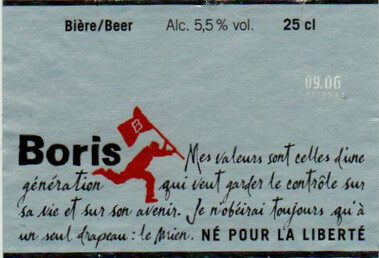 Bière/Beer Alc. 5,5 % vol. 25 cl
09.06
Boris Mes valeurs sont celles d'une
génération qui veut garder le contrôle sur
sa vie et sur son avenir. Je n'obéirai toujours qu'à
un seul drapeau : le mien. NÉ POUR LA LIBERTÉ